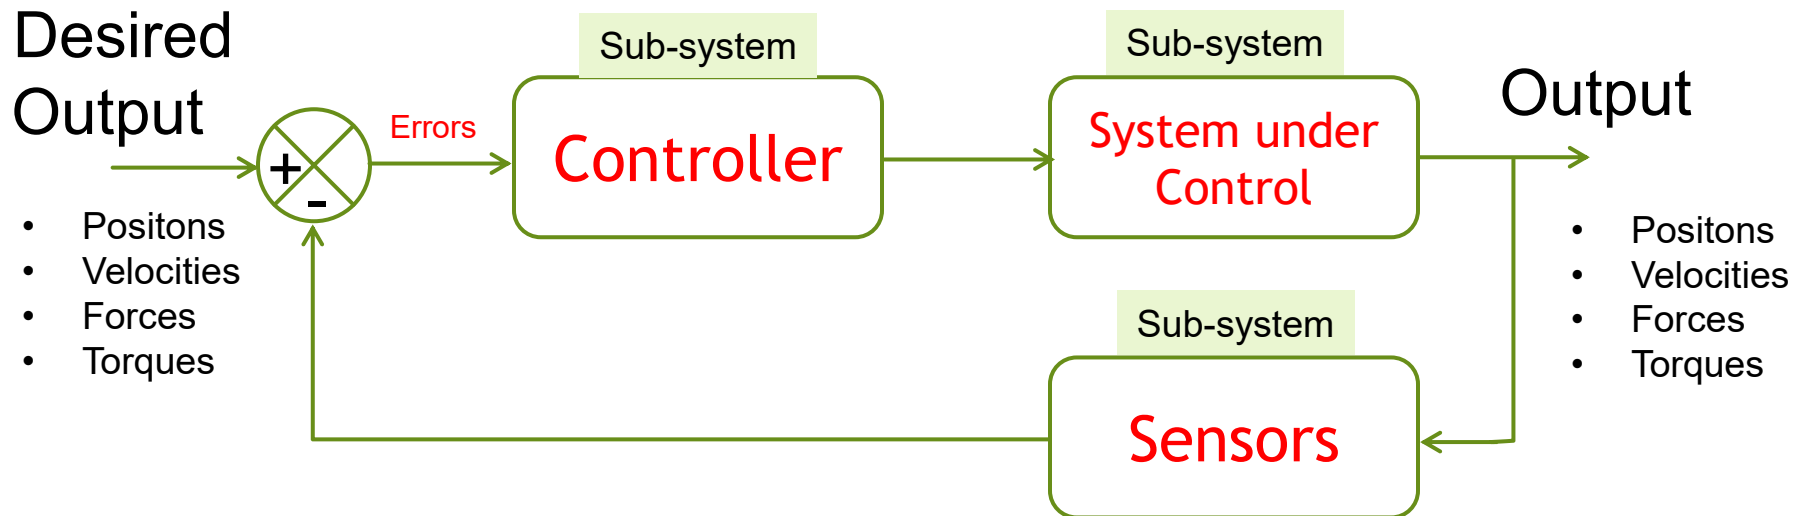 Desired
Output
Sub-system
Sub-system
Output
Errors
Controller
System under
Control
+
-
• Positons
• Velocities
• Forces
• Torques
• Positons
• Velocities
• Forces
• Torques
Sub-system
Sensors